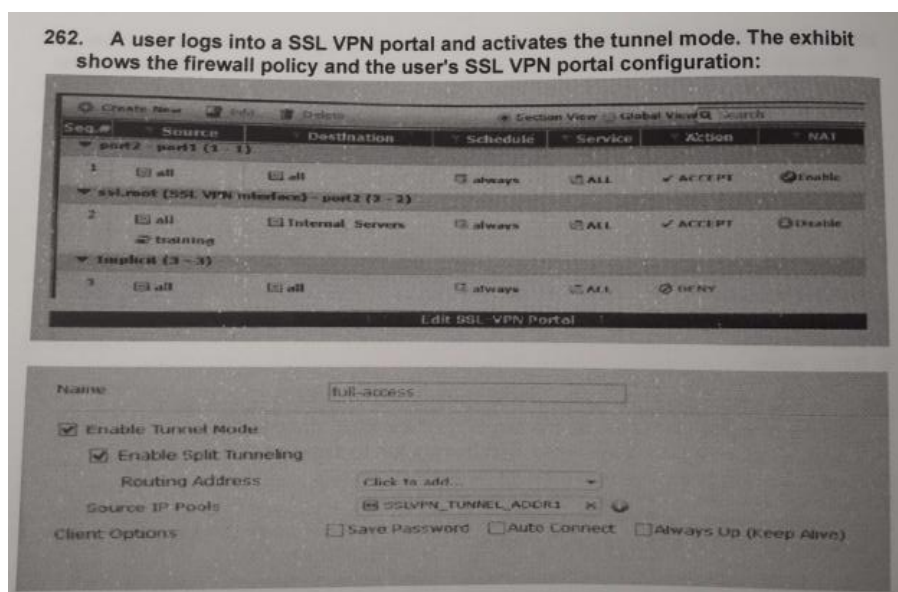 262. A user logs into a SSL VPN portal and activates the tunnel mode. The exhibit
shows the firewall policy and the user's SSL VPN portal configuration:
Create New Edit Delete Section View Global View Search
Seq.# Source Destination Schedule Service Action NAT
port2 - port1 (1 - 1)
1 all all always ALL ACCEPT Enable
ssl.root (SSL VPN interface) - port2 (2 - 2)
2 all Internal_Servers always ALL ACCEPT Disable
training
Implicit (3 - 3)
3 all all always ALL DENY
Edit SSL-VPN Portal
Name full-access
Enable Tunnel Mode
Enable Split Tunneling
Routing Address Click to add...
Source IP Pools SSLVPN_TUNNEL_ADDR1
Client Options Save Password Auto Connect Always Up (Keep Alive)